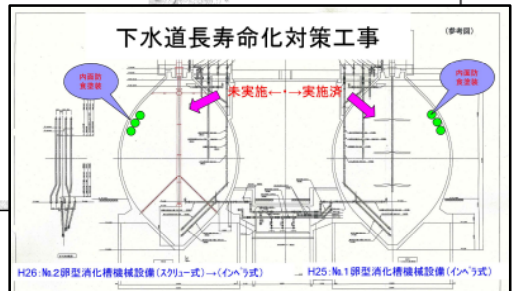 下水道長寿命化対策工事
(参考図)
内面防
食塗装
内面防
食塗装
未実施←・→実施済
H26:№2卵型消化槽機械設備(スクリュー式)→(インペラ式)
H25:№1卵型消化槽機械設備(インペラ式)